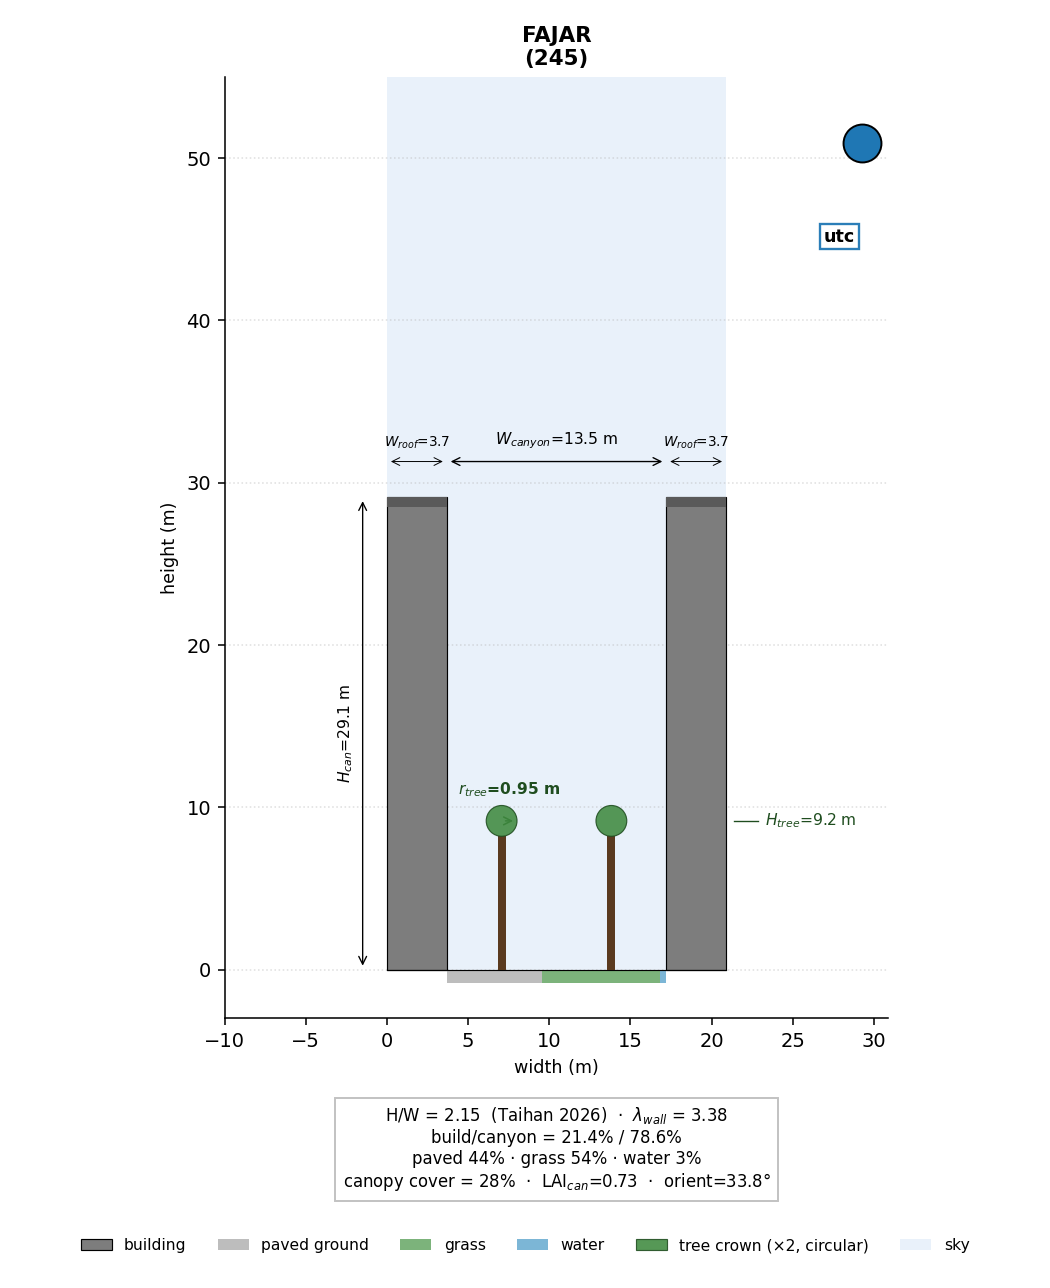 FAJAR
(245)
50
utc
40
W_roof=3.7 W_canyon=13.5 m W_roof=3.7
30
height (m)
20
H_can=29.1 m
r_tree=0.95 m
10
H_tree=9.2 m
0
−10 −5 0 5 10 15 20 25 30
width (m)
H/W = 2.15 (Taihan 2026) · λ_wall = 3.38
build/canyon = 21.4% / 78.6%
paved 44% · grass 54% · water 3%
canopy cover = 28% · LAI_can=0.73 · orient=33.8°
building paved ground grass water tree crown (×2, circular) sky